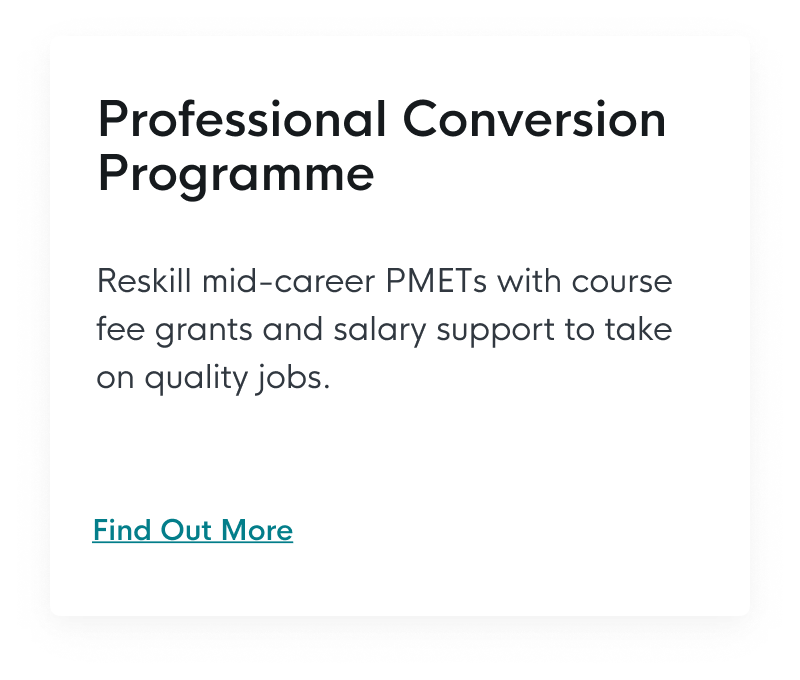 Professional Conversion
Programme
Reskill mid-career PMETs with course
fee grants and salary support to take
on quality jobs.
Find Out More